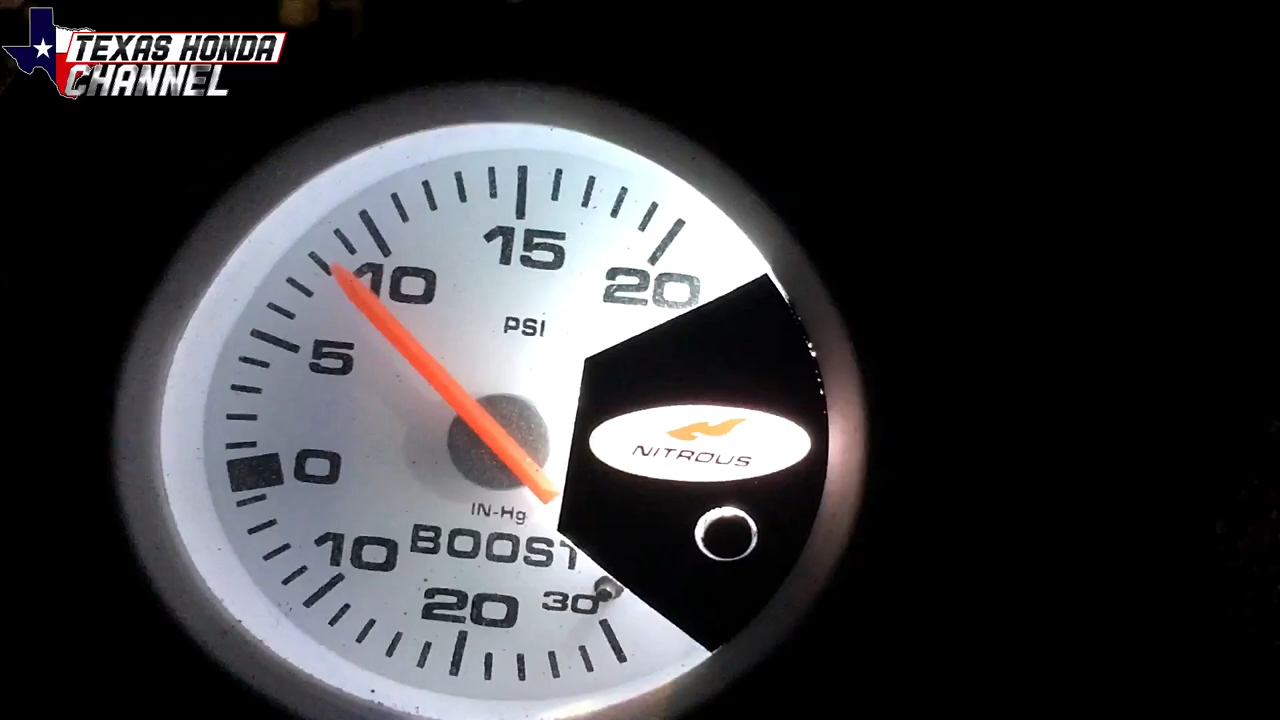 TEXAS HONDA
CHANNEL
15
10
20
PSI
5
NITROUS
0
IN-Hg
10
BOOST
20
30